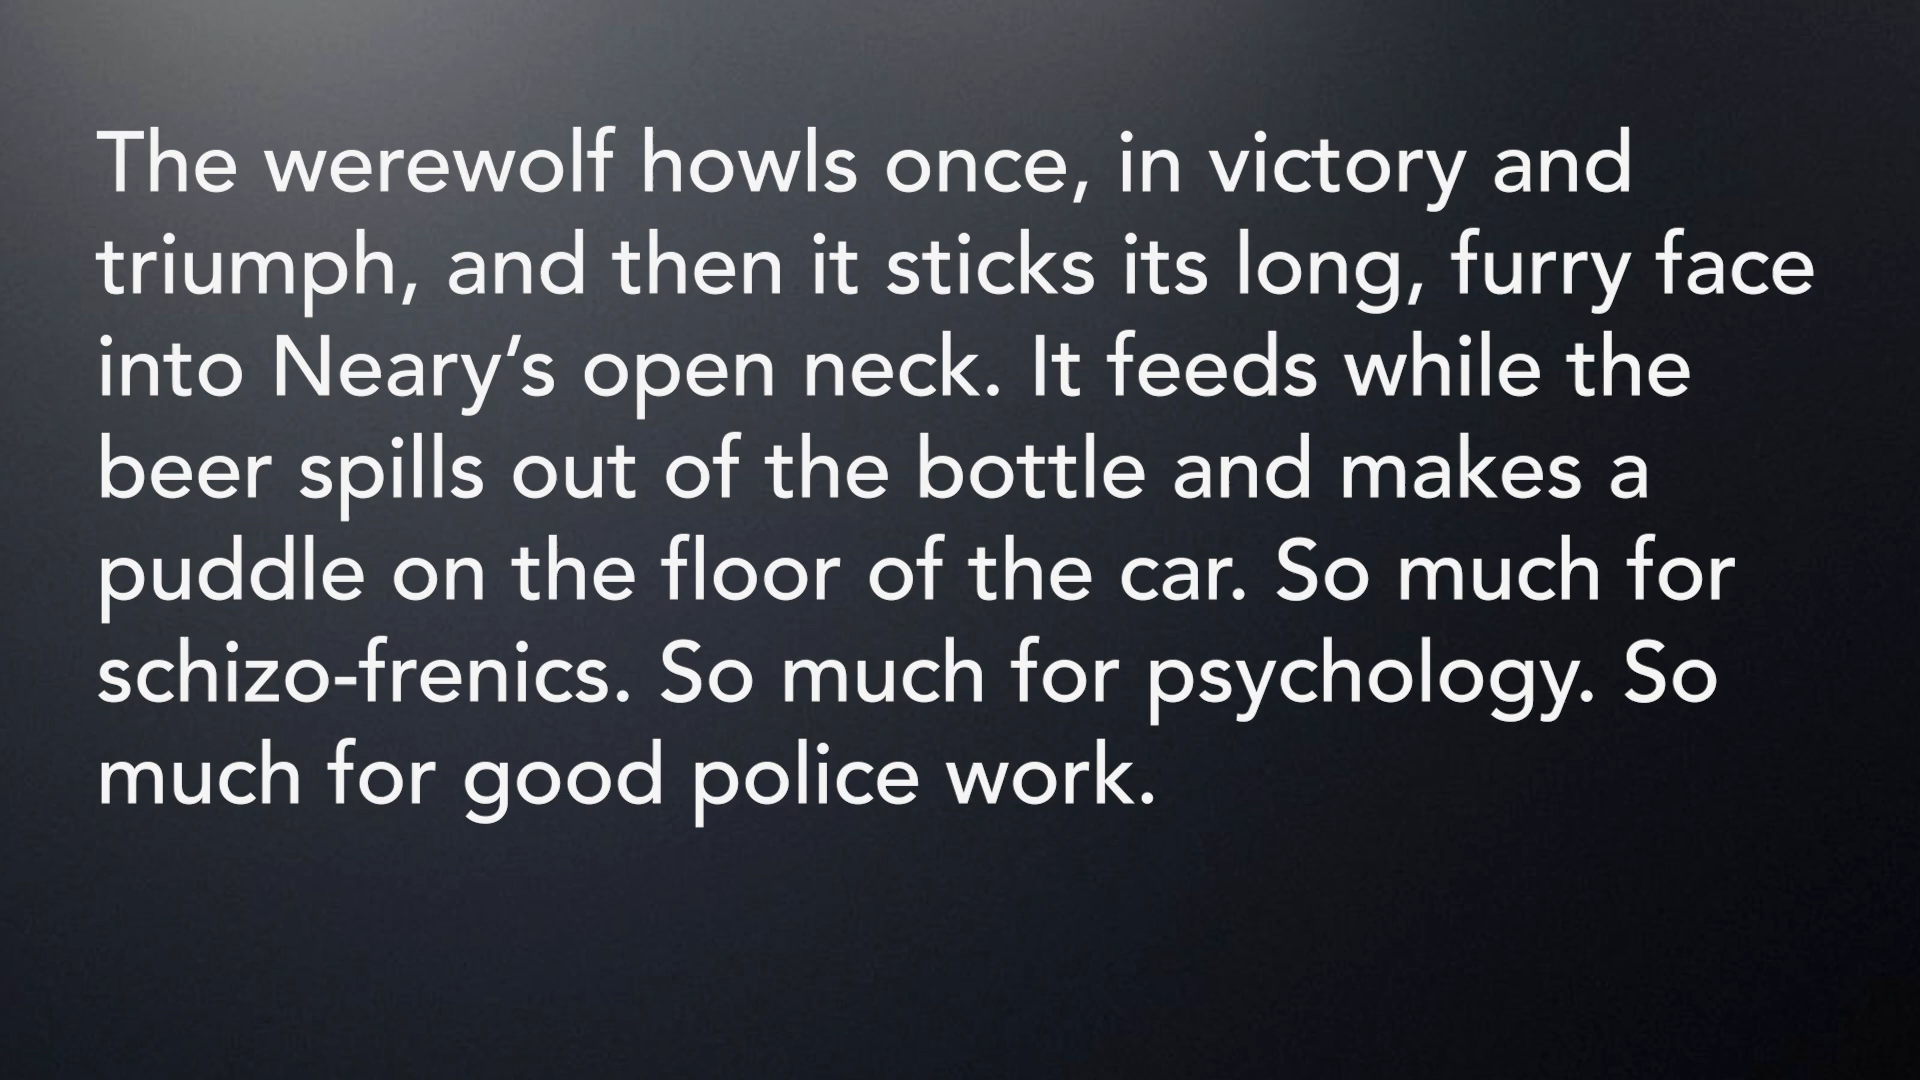 The werewolf howls once, in victory and
triumph, and then it sticks its long, furry face
into Neary’s open neck. It feeds while the
beer spills out of the bottle and makes a
puddle on the floor of the car. So much for
schizo-frenics. So much for psychology. So
much for good police work.